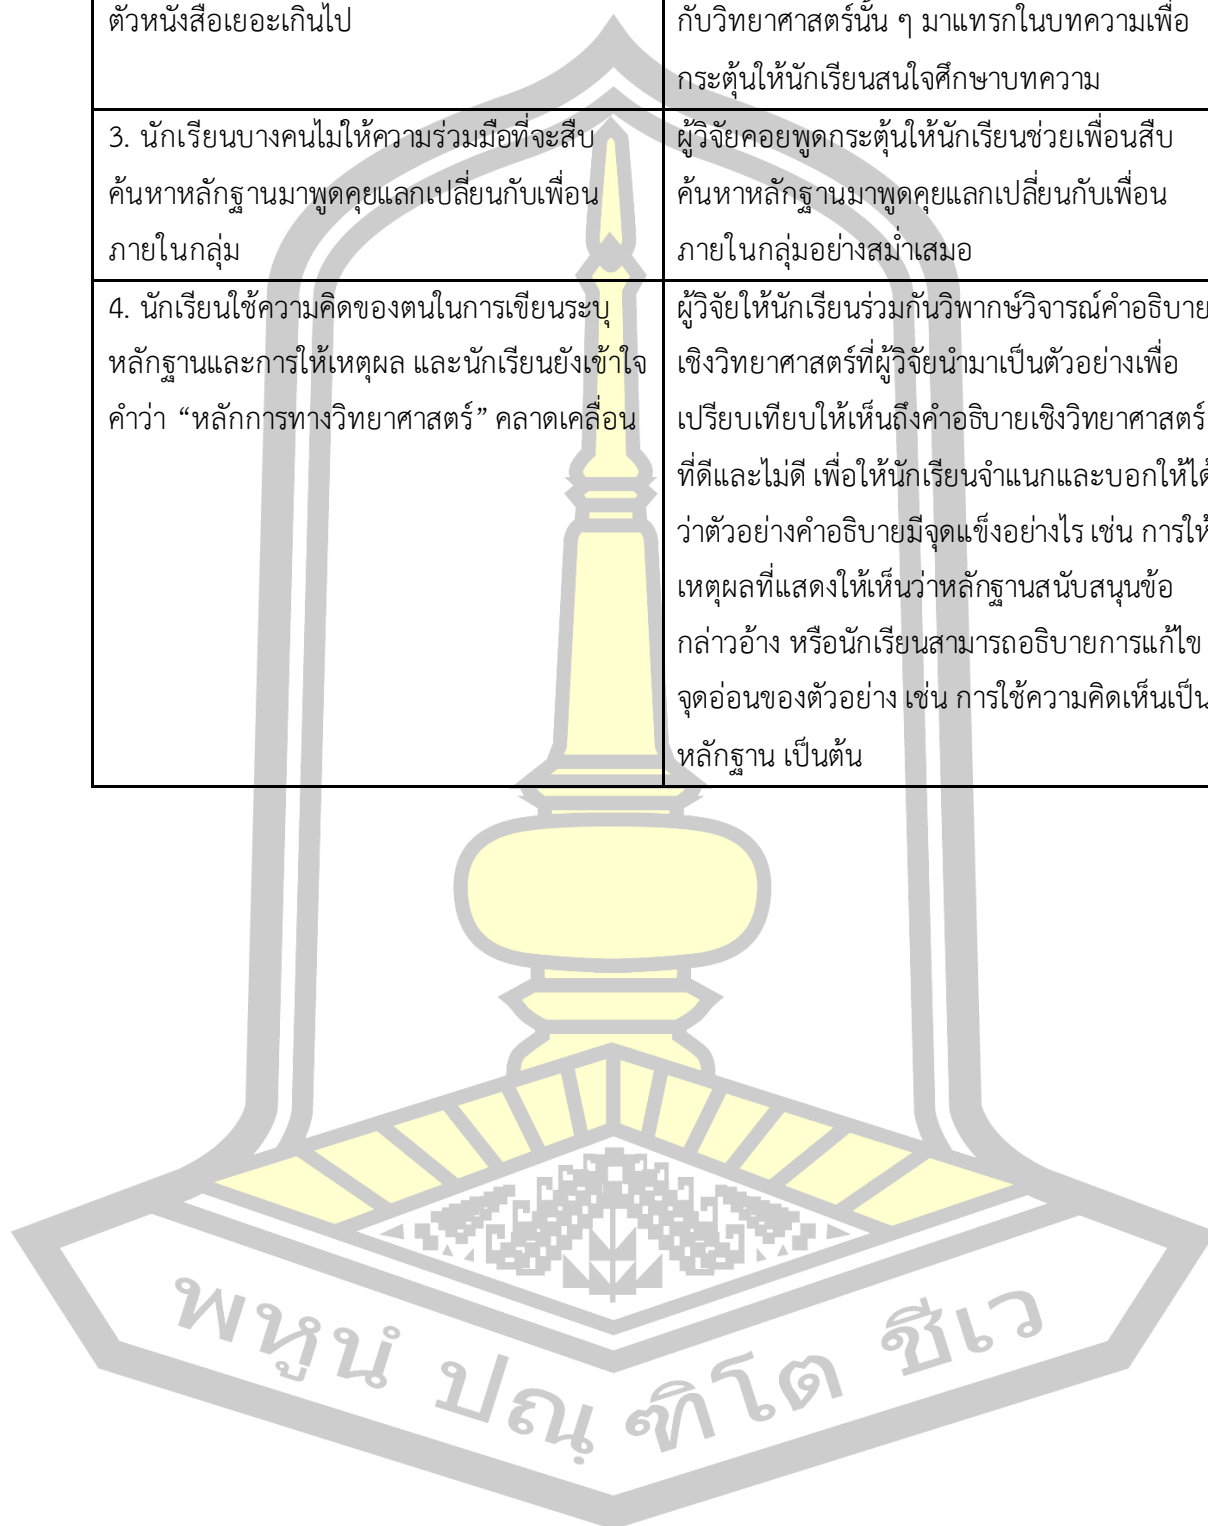 ตัวหนังสือเยอะเกินไป
กับวิทยาศาสตร์นั้น ๆ มาแทรกในบทความเพื่อ
กระตุ้นให้นักเรียนสนใจศึกษาบทความ
3. นักเรียนบางคนไม่ให้ความร่วมมือที่จะสืบ
ค้นหาหลักฐานมาพูดคุยแลกเปลี่ยนกับเพื่อน
ภายในกลุ่ม
ผู้วิจัยคอยพูดกระตุ้นให้นักเรียนช่วยเพื่อนสืบ
ค้นหาหลักฐานมาพูดคุยแลกเปลี่ยนกับเพื่อน
ภายในกลุ่มอย่างสม่ำเสมอ
4. นักเรียนใช้ความคิดของตนในการเขียนระบุ
หลักฐานและการให้เหตุผล และนักเรียนยังเข้าใจ
คำว่า “หลักการทางวิทยาศาสตร์” คลาดเคลื่อน
ผู้วิจัยให้นักเรียนร่วมกันวิพากษ์วิจารณ์คำอธิบาย
เชิงวิทยาศาสตร์ที่ผู้วิจัยนำมาเป็นตัวอย่างเพื่อ
เปรียบเทียบให้เห็นถึงคำอธิบายเชิงวิทยาศาสตร์
ที่ดีและไม่ดี เพื่อให้นักเรียนจำแนกและบอกให้ได้
ว่าตัวอย่างคำอธิบายมีจุดแข็งอย่างไร เช่น การให้
เหตุผลที่แสดงให้เห็นว่าหลักฐานสนับสนุนข้อ
กล่าวอ้าง หรือนักเรียนสามารถอธิบายการแก้ไข
จุดอ่อนของตัวอย่าง เช่น การใช้ความคิดเห็นเป็น
หลักฐาน เป็นต้น
พหูนํ ปณฺฑิโต ชีเว